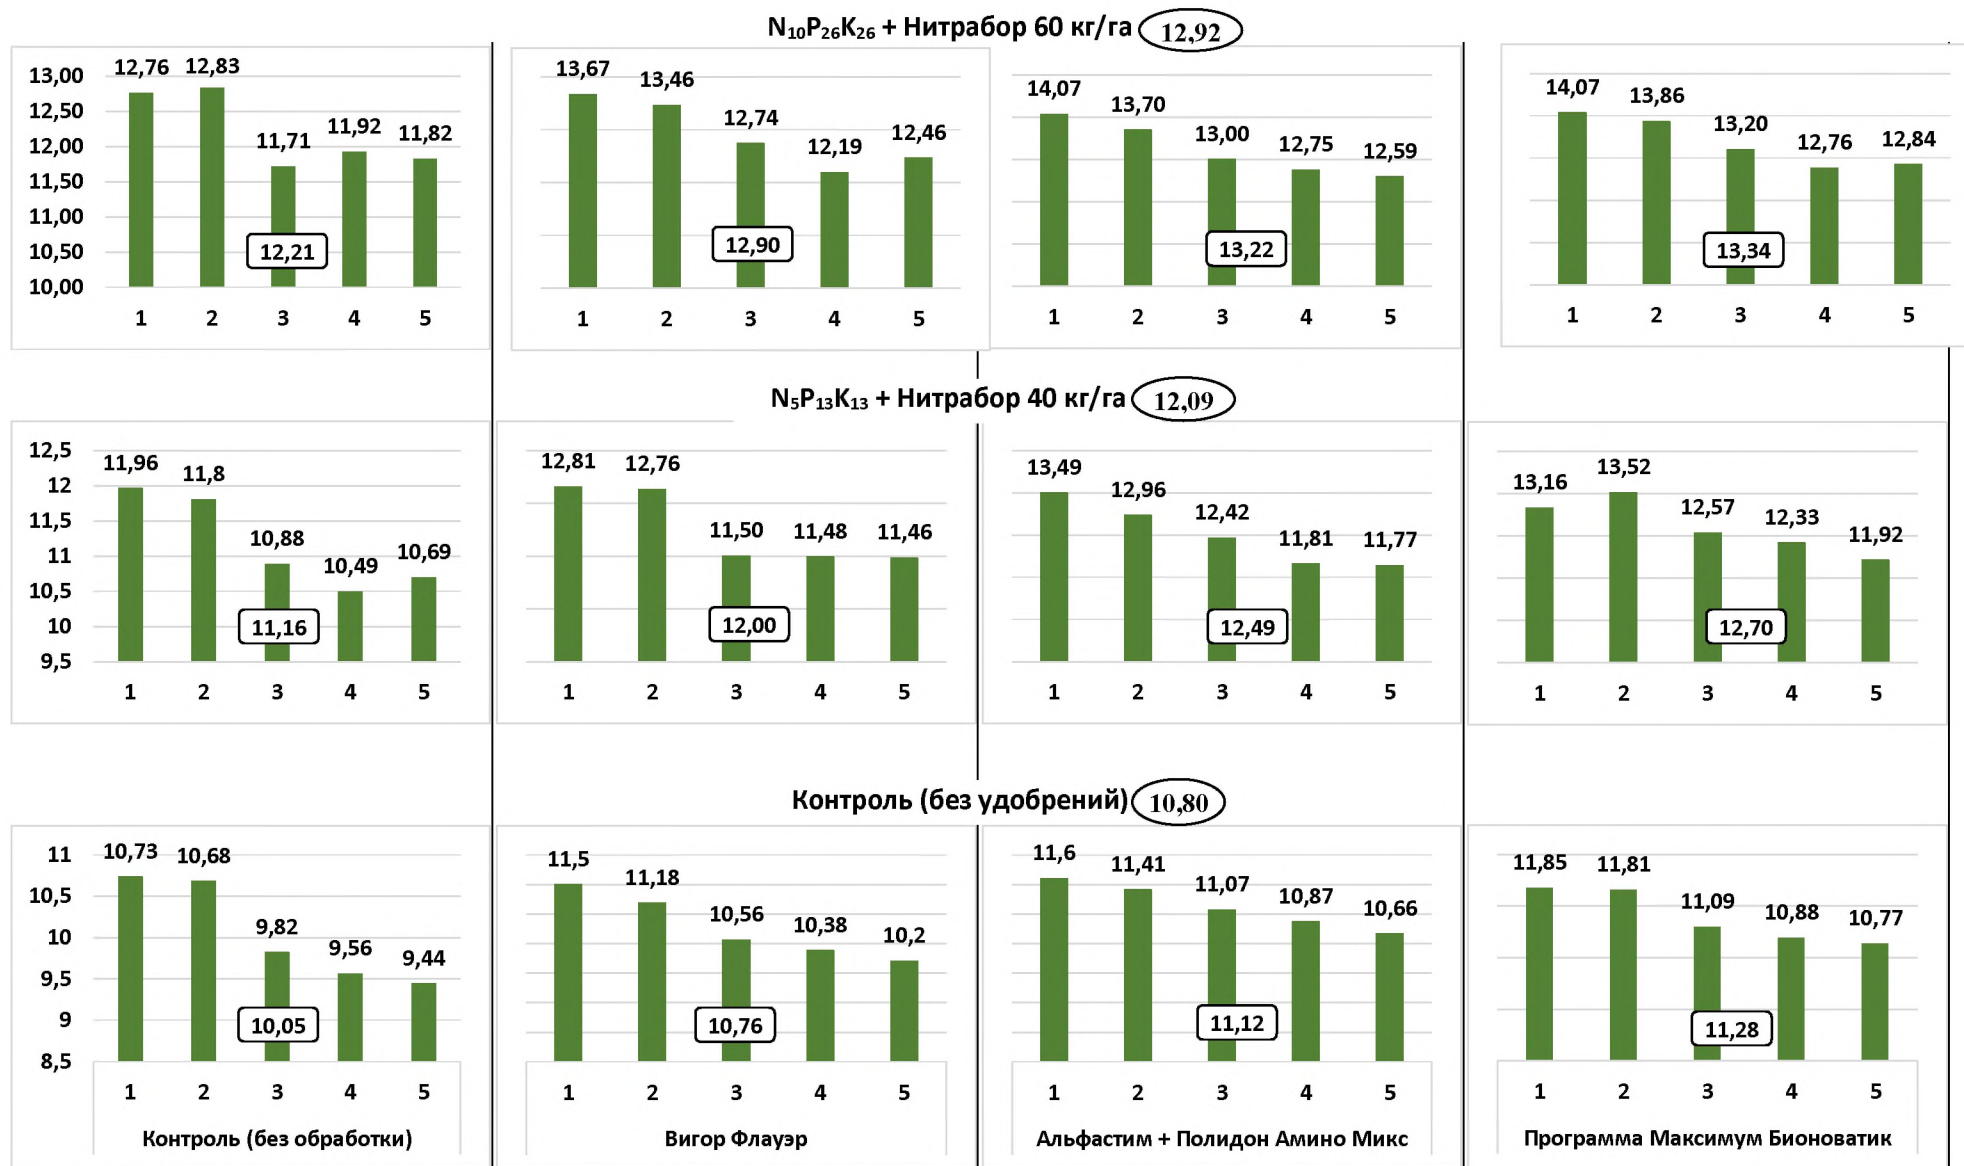 N₁₀P₂₆K₂₆ + Нитрабор 60 кг/га 12,92
13,00
12,50
12,00
11,50
11,00
10,50
10,00
12,76 12,83 11,71 11,92 11,82
12,21
1 2 3 4 5
13,67 13,46 12,74 12,19 12,46
12,90
1 2 3 4 5
14,07 13,70 13,00 12,75 12,59
13,22
1 2 3 4 5
14,07 13,86 13,20 12,76 12,84
13,34
1 2 3 4 5
N₅P₁₃K₁₃ + Нитрабор 40 кг/га 12,09
12,5
12
11,5
11
10,5
10
9,5
11,96 11,8 10,88 10,49 10,69
11,16
1 2 3 4 5
12,81 12,76 11,50 11,48 11,46
12,00
1 2 3 4 5
13,49 12,96 12,42 11,81 11,77
12,49
1 2 3 4 5
13,16 13,52 12,57 12,33 11,92
12,70
1 2 3 4 5
Контроль (без удобрений) 10,80
11
10,5
10
9,5
9
8,5
10,73 10,68 9,82 9,56 9,44
10,05
1 2 3 4 5
Контроль (без обработки)
11,5 11,18 10,56 10,38 10,2
10,76
1 2 3 4 5
Вигор Флауэр
11,6 11,41 11,07 10,87 10,66
11,12
1 2 3 4 5
Альфастим + Полидон Амино Микс
11,85 11,81 11,09 10,88 10,77
11,28
1 2 3 4 5
Программа Максимум Бионоватик